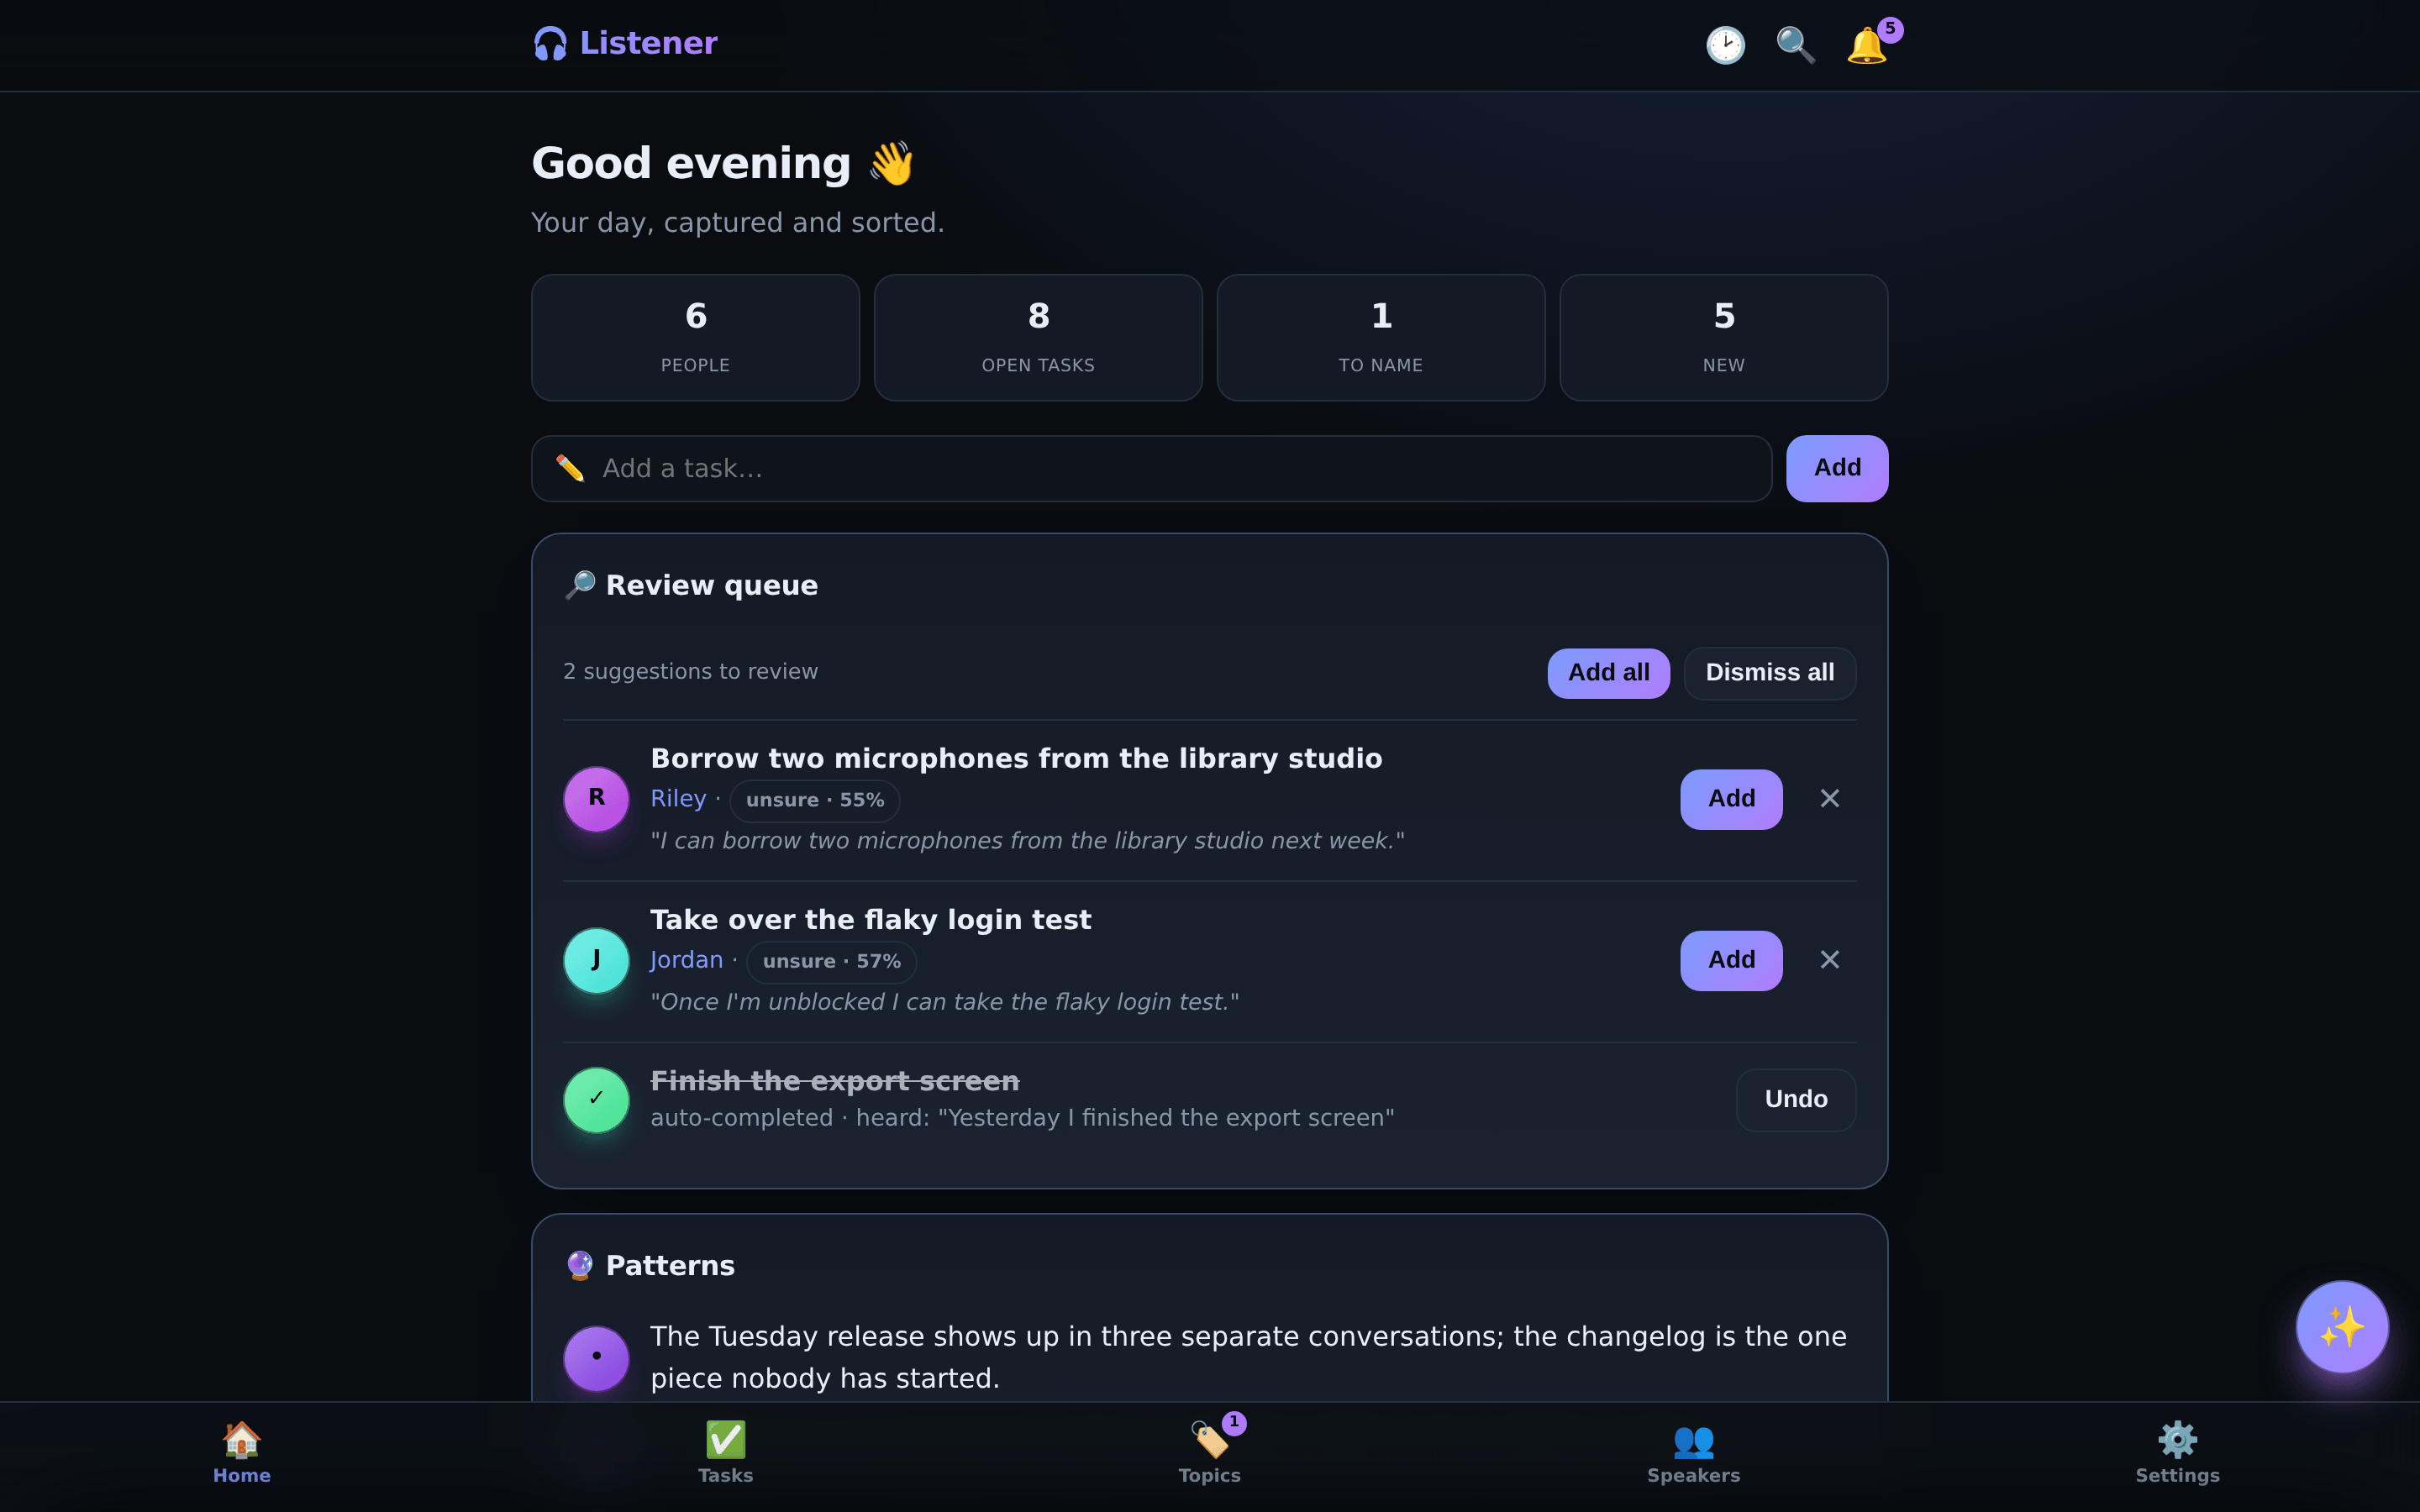 Listener
5
Good evening
Your day, captured and sorted.
6
PEOPLE
8
OPEN TASKS
1
TO NAME
5
NEW
Add a task...
Add
Review queue
2 suggestions to review
Add all
Dismiss all
R
Borrow two microphones from the library studio
Riley · unsure · 55%
"I can borrow two microphones from the library studio next week."
Add
J
Take over the flaky login test
Jordan · unsure · 57%
"Once I'm unblocked I can take the flaky login test."
Add
Finish the export screen
auto-completed · heard: "Yesterday I finished the export screen"
Undo
Patterns
The Tuesday release shows up in three separate conversations; the changelog is the one
piece nobody has started.
Home
Tasks
1
Topics
Speakers
Settings